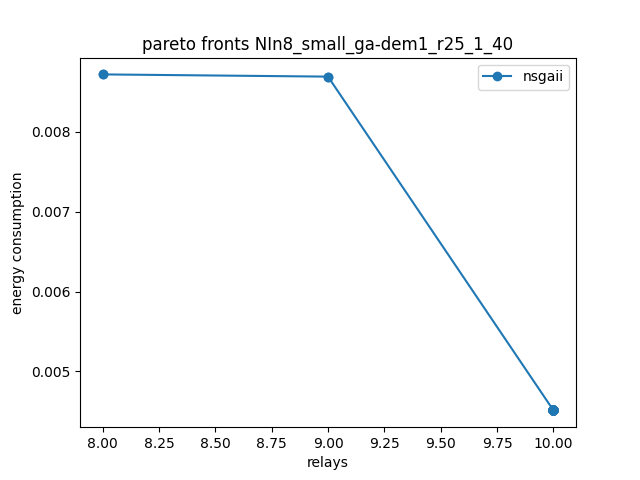 pareto fronts NIn8_small_ga-dem1_r25_1_40
nsgaii
energy consumption
0.008
0.007
0.006
0.005
8.00 8.25 8.50 8.75 9.00 9.25 9.50 9.75 10.00
relays